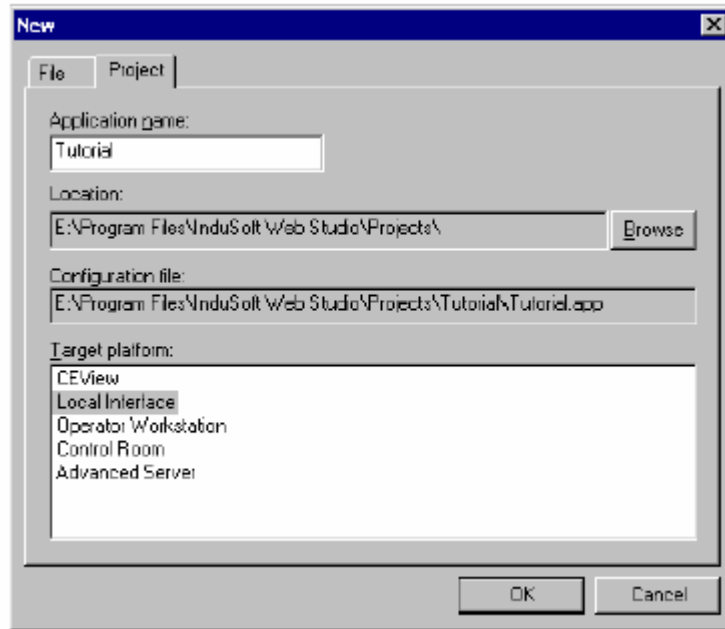 New
File
Project
Application name:
Tutorial
Location:
E:\Program Files\InduSoft Web Studio\Projects\
Browse
Configuration file:
E:\Program Files\InduSoft Web Studio\Projects\Tutorial\Tutorial.app
Target platform:
CEView
Local Interface
Operator Workstation
Control Room
Advanced Server
OK
Cancel